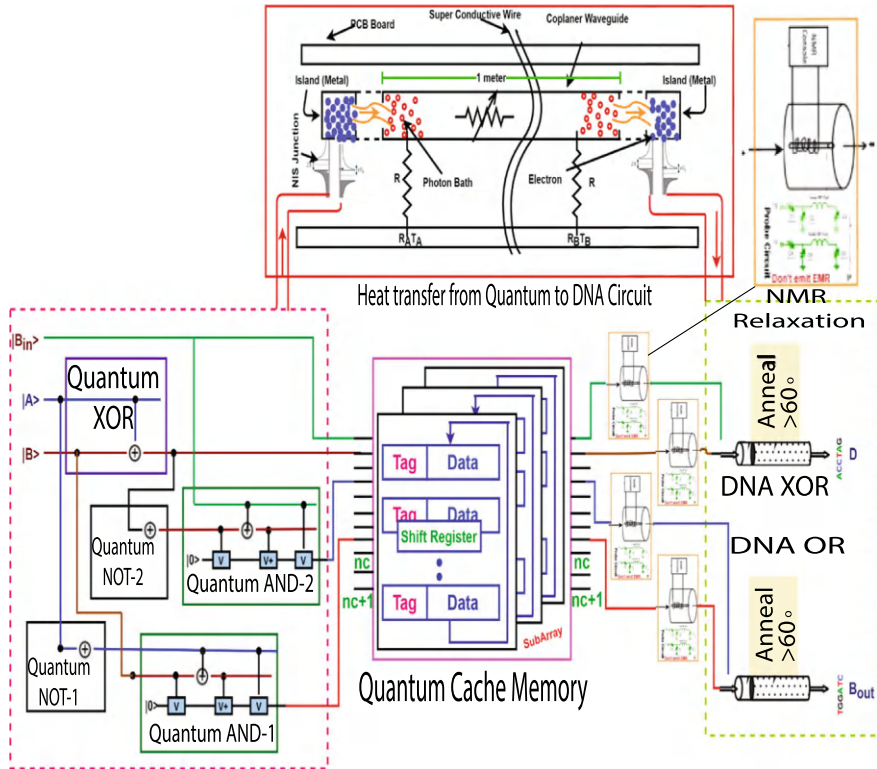 PCB Board
Super Conductive Wire
Coplaner Waveguide
Island (Metal)
1 meter
Island (Metal)
NIS Junction
R
Photon Bath
Electron
R
RATA
RBTB
Heat transfer from Quantum to DNA Circuit
NMR
Console
Probe Circuit
Don't emit EMR
NMR
Relaxation
|Bin>
|A>
|B>
Quantum
XOR
Quantum
NOT-2
|0>
V
V+
V
Quantum AND-2
Quantum
NOT-1
|0>
V
V+
V
Quantum AND-1
Tag
Data
Tag
Data
Shift Register
Tag
Data
nc
nc+1
nc
nc+1
SubArray
Quantum Cache Memory
Anneal
>60°
D
ACCTAG
DNA XOR
DNA OR
Anneal
>60°
Bout
TGGATC